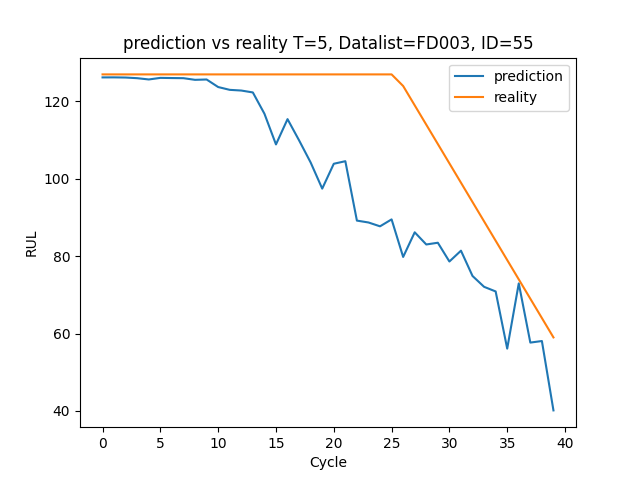 prediction vs reality T=5, Datalist=FD003, ID=55
prediction
reality
120
100
80
60
40
RUL
0 5 10 15 20 25 30 35 40
Cycle